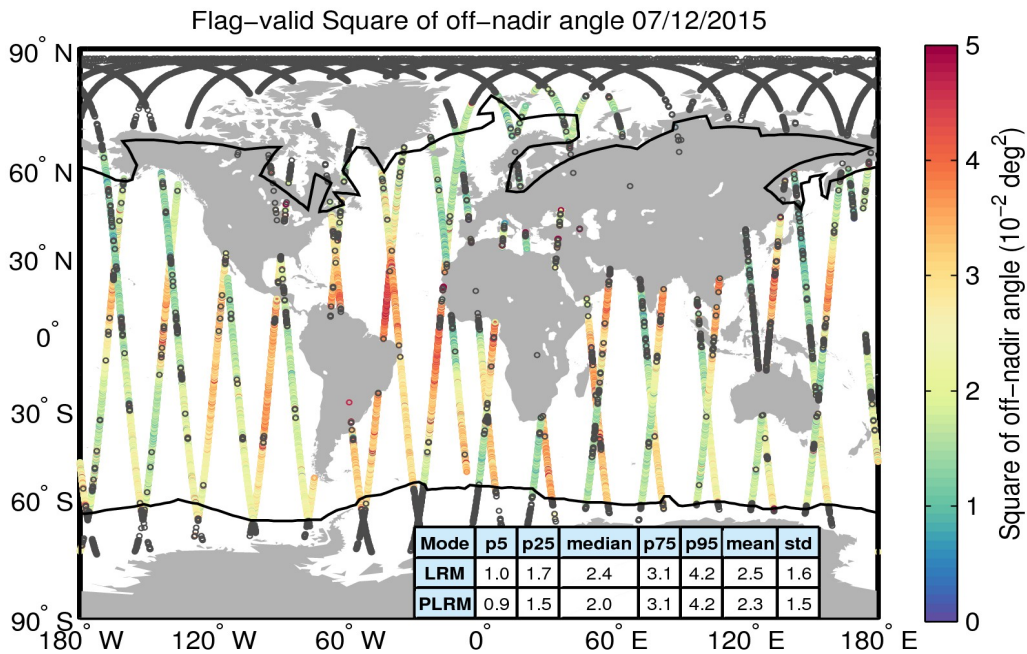 Flag−valid Square of off−nadir angle 07/12/2015
90° N
60° N
30° N
0°
30° S
60° S
90° S
180° W
120° W
60° W
0°
60° E
120° E
180° E
Mode p5 p25 median p75 p95 mean std
LRM 1.0 1.7 2.4 3.1 4.2 2.5 1.6
PLRM 0.9 1.5 2.0 3.1 4.2 2.3 1.5
5
4
3
2
1
0
Square of off−nadir angle (10⁻² deg²)